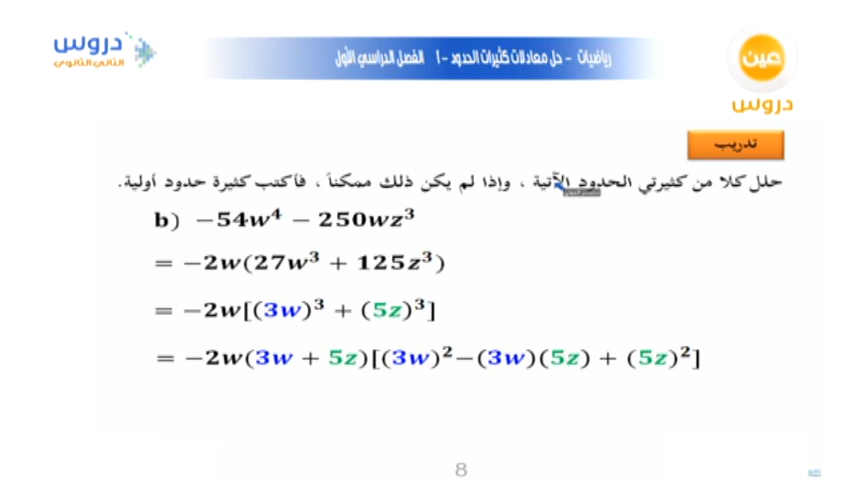 دروس
الثاني الثانوي
رياضيات - حل معادلات كثيرات الحدود - ١ الفصل الدراسي الأول
عين
دروس
تدريب
حلل كلا من كثيرتي الحدود الآتية ، وإذا لم يكن ذلك ممكناً ، فأكتب كثيرة حدود أولية.
b) −54w⁴ − 250wz³
= −2w(27w³ + 125z³)
= −2w[(3w)³ + (5z)³]
= −2w(3w + 5z)[(3w)²−(3w)(5z) + (5z)²]
8